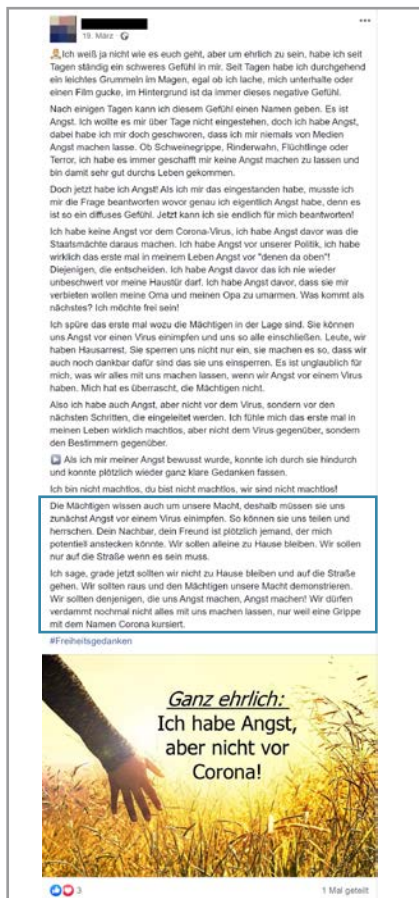 19. März
Ich weiß ja nicht wie es euch geht, aber um ehrlich zu sein, habe ich seit
Tagen ständig ein schweres Gefühl in mir. Seit Tagen habe ich durchgehend
ein leichtes Grummeln im Magen, egal ob ich lache, mich unterhalte oder
einen Film gucke, im Hintergrund ist da immer dieses negative Gefühl.
Nach einigen Tagen kann ich diesem Gefühl einen Namen geben. Es ist
Angst. Ich wollte es mir über Tage nicht eingestehen, doch ich habe Angst,
dabei habe ich mir doch geschworen, dass ich mir niemals von Medien
Angst machen lasse. Ob Schweinegrippe, Rinderwahn, Flüchtlinge oder
Terror, ich habe es immer geschafft mir keine Angst machen zu lassen und
bin damit sehr gut durchs Leben gekommen.
Doch jetzt habe ich Angst! Als ich mir das eingestanden habe, musste ich
mir die Frage beantworten wovor genau ich eigentlich Angst habe, denn es
ist so ein diffuses Gefühl. Jetzt kann ich sie endlich für mich beantworten!
Ich habe keine Angst vor dem Corona-Virus, ich habe Angst davor was die
Staatsmächte daraus machen. Ich habe Angst vor unserer Politik, ich habe
wirklich das erste mal in meinem Leben Angst vor "denen da oben"!
Diejenigen, die entscheiden. Ich habe Angst davor das ich nie wieder
unbeschwert vor meine Haustür darf. Ich habe Angst davor, dass sie mir
verbieten wollen meine Oma und meinen Opa zu umarmen. Was kommt als
nächstes? Ich möchte frei sein!
Ich spüre das erste mal wozu die Mächtigen in der Lage sind. Sie können
uns Angst vor einen Virus einimpfen und uns so alle einschließen. Leute, wir
haben Hausarrest. Sie sperren uns nicht nur ein, sie machen es so, dass wir
auch noch dankbar dafür sind das sie uns einsperren. Es ist unglaublich für
mich, was wir alles mit uns machen lassen, wenn wir Angst vor einem Virus
haben. Mich hat es überrascht, die Mächtigen nicht.
Also ich habe auch Angst, aber nicht vor dem Virus, sondern vor den
nächsten Schritten, die eingeleitet werden. Ich fühle mich das erste mal in
meinen Leben wirklich machtlos, aber nicht dem Virus gegenüber, sondern
den Bestimmern gegenüber.
Als ich mir meiner Angst bewusst wurde, konnte ich durch sie hindurch
und konnte plötzlich wieder ganz klare Gedanken fassen.
Ich bin nicht machtlos, du bist nicht machtlos, wir sind nicht machtlos!
Die Mächtigen wissen auch um unsere Macht, deshalb müssen sie uns
zunächst Angst vor einem Virus einimpfen. So können sie uns teilen und
herrschen. Dein Nachbar, dein Freund ist plötzlich jemand, der mich
potentiell anstecken könnte. Wir sollen alleine zu Hause bleiben. Wir sollen
nur auf die Straße wenn es sein muss.
Ich sage, grade jetzt sollten wir nicht zu Hause bleiben und auf die Straße
gehen. Wir sollten raus und den Mächtigen unsere Macht demonstrieren.
Wir sollten denjenigen, die uns Angst machen, Angst machen! Wir dürfen
verdammt nochmal nicht alles mit uns machen lassen, nur weil eine Grippe
mit dem Namen Corona kursiert.
#Freiheitsgedanken
Ganz ehrlich:
Ich habe Angst,
aber nicht vor
Corona!
3
1 Mal geteilt